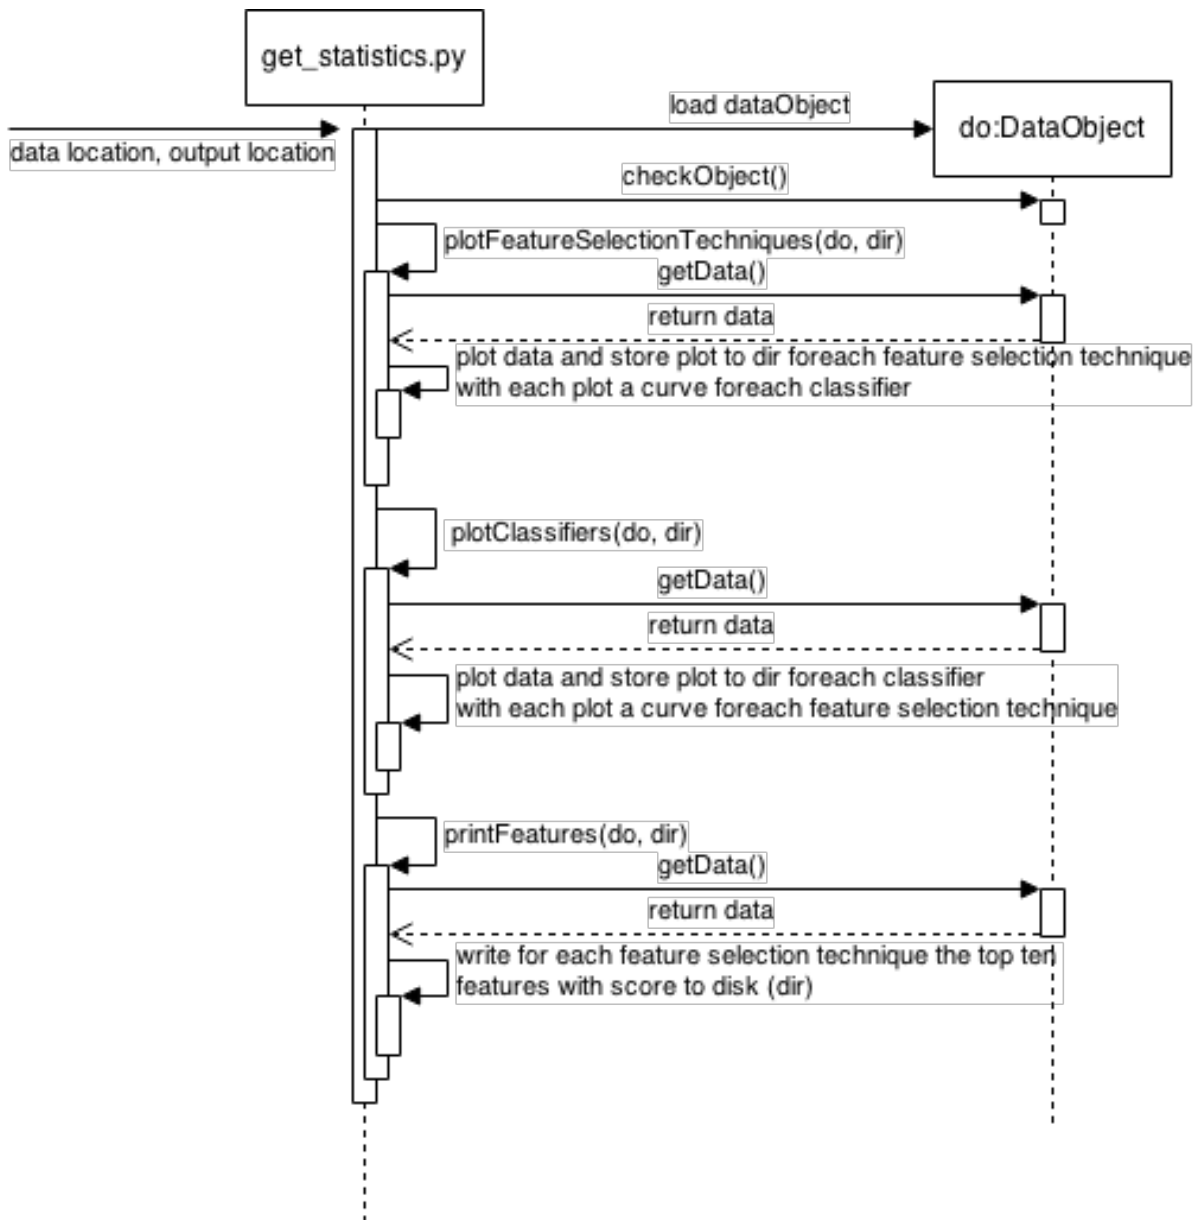 get_statistics.py
load dataObject
do:DataObject
data location, output location
checkObject()
plotFeatureSelectionTechniques(do, dir)
getData()
return data
plot data and store plot to dir foreach feature selection technique
with each plot a curve foreach classifier
plotClassifiers(do, dir)
getData()
return data
plot data and store plot to dir foreach classifier
with each plot a curve foreach feature selection technique
printFeatures(do, dir)
getData()
return data
write for each feature selection technique the top ten
features with score to disk (dir)